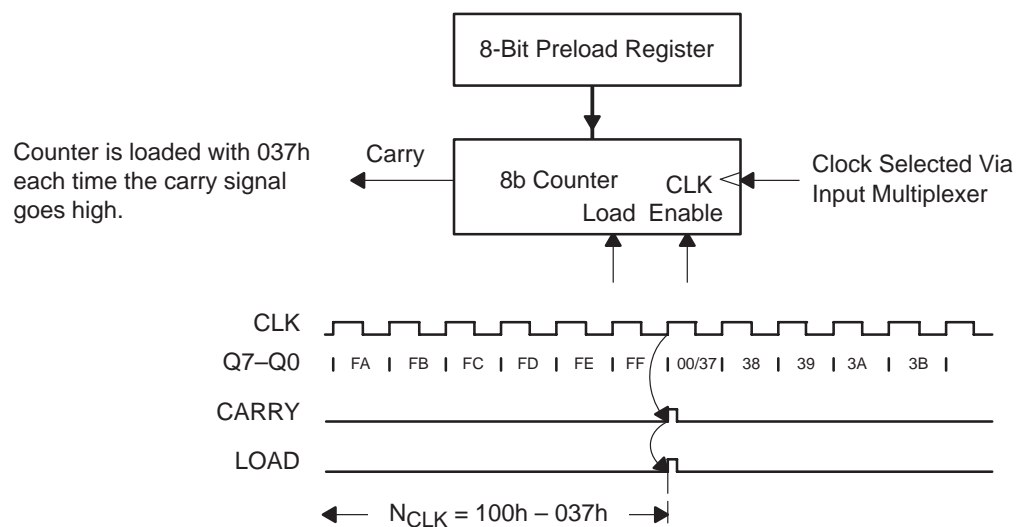 8-Bit Preload Register
Counter is loaded with 037h
each time the carry signal
goes high.
Carry
8b Counter
CLK
Load Enable
Clock Selected Via
Input Multiplexer
CLK
Q7–Q0 FA FB FC FD FE FF 00/37 38 39 3A 3B
CARRY
LOAD
NCLK = 100h – 037h